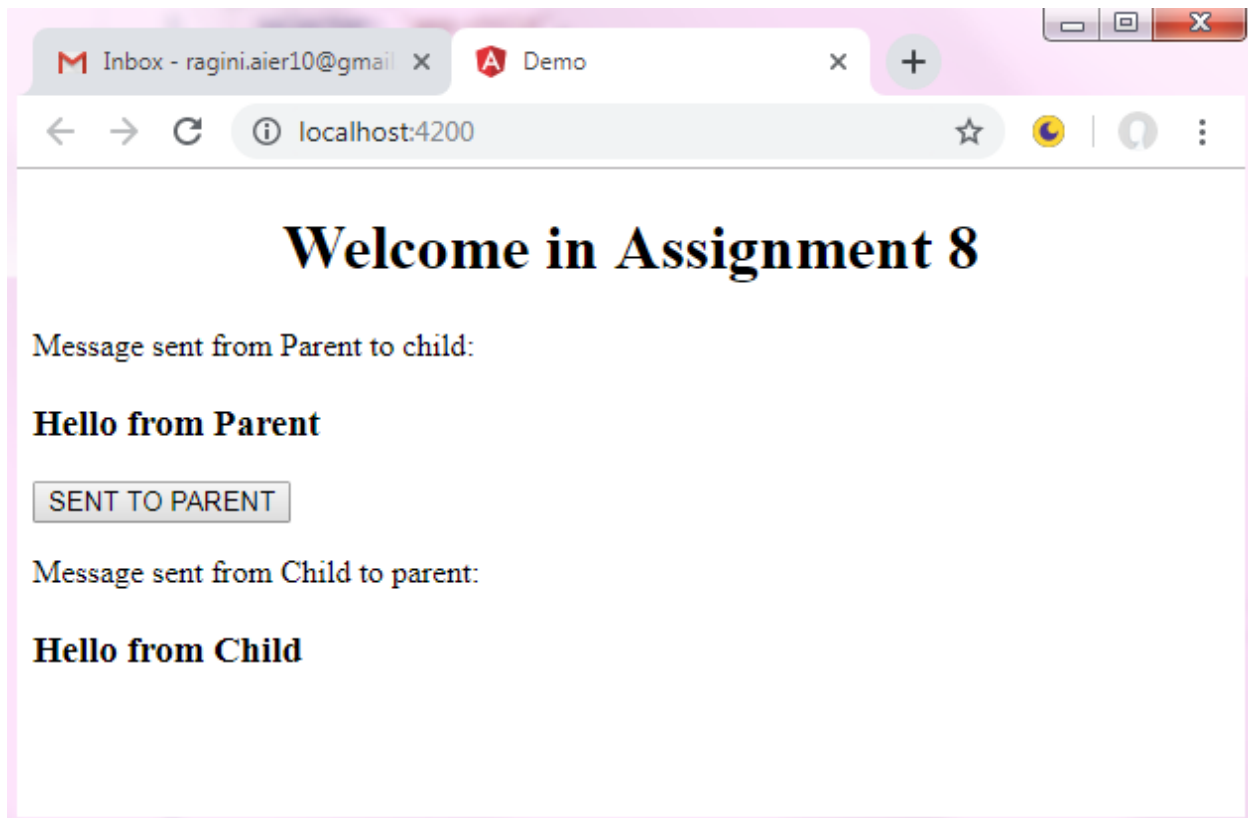 Inbox - ragini.aier10@gmail
Demo
localhost:4200
Welcome in Assignment 8
Message sent from Parent to child:
Hello from Parent
SENT TO PARENT
Message sent from Child to parent:
Hello from Child